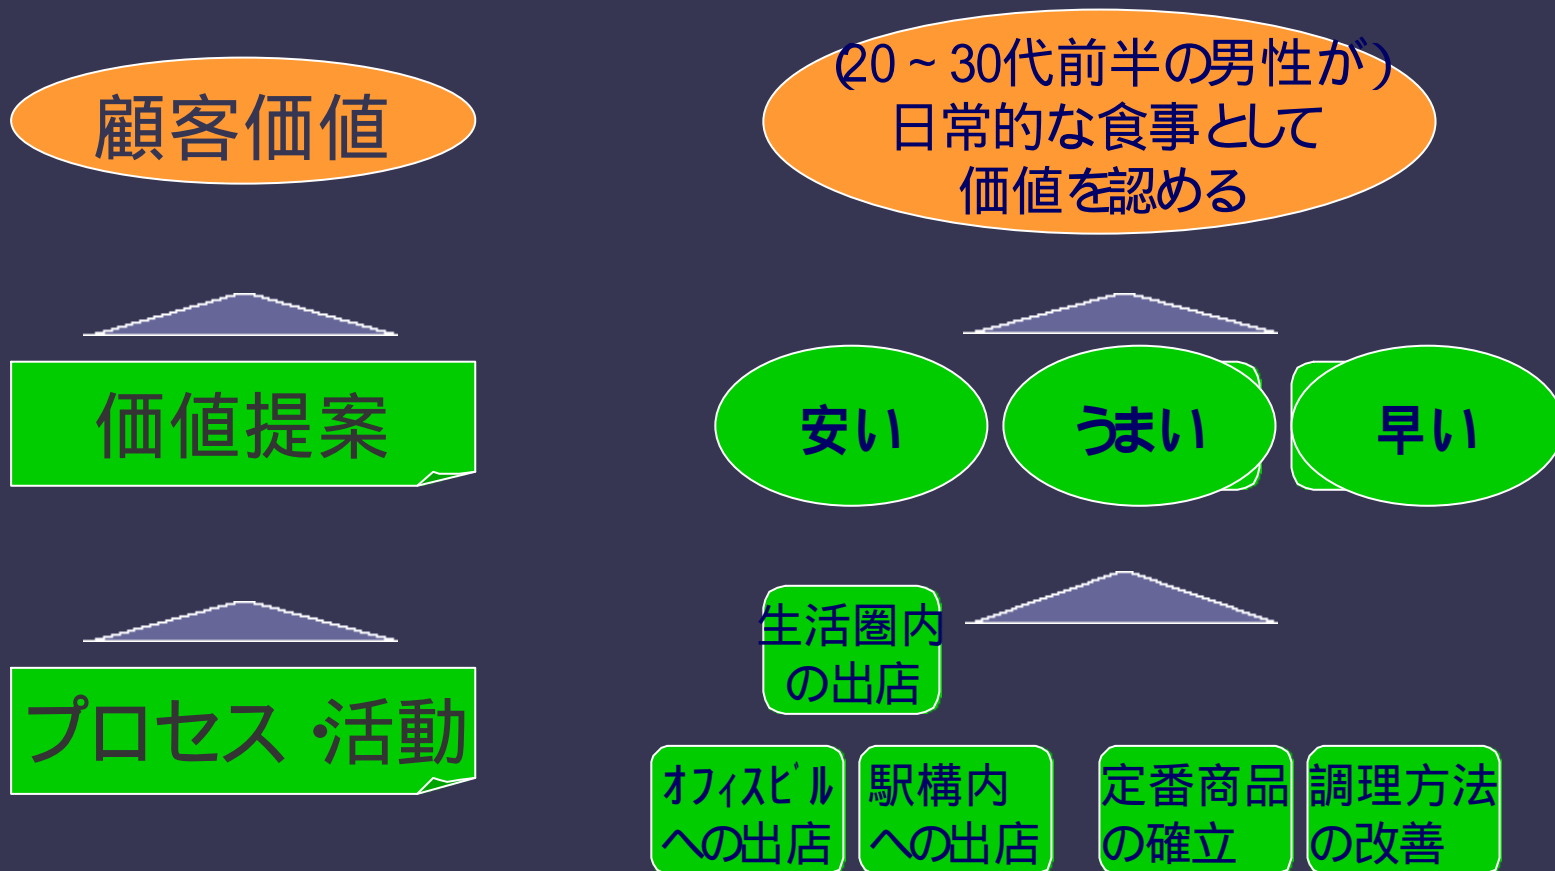 顧客価値
(20~30代前半の男性が)
日常的な食事として
価値を認める
価値提案
安い
うまい
早い
プロセス・活動
生活圏内
の出店
オフィスビル
への出店
駅構内
への出店
定番商品
の確立
調理方法
の改善